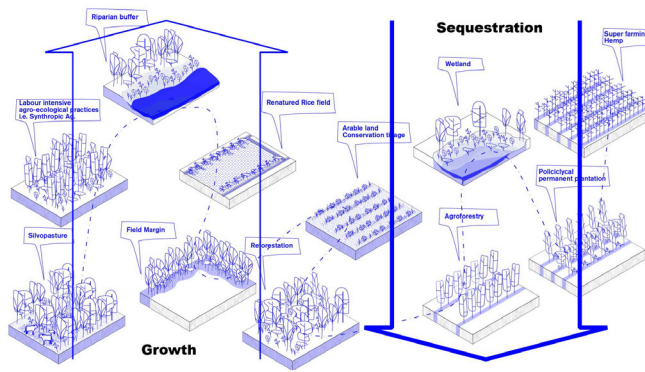 Riparian buffer
Sequestration
Super farming
Hemp
Wetland
Labour intensive
agro-ecological practices
i.e. Synthropic Ag.
Renatured Rice field
Arable land
Conservation tillage
Policiclycal
permanent plantation
Silvopasture
Field Margin
Reforestation
Agroforestry
Growth